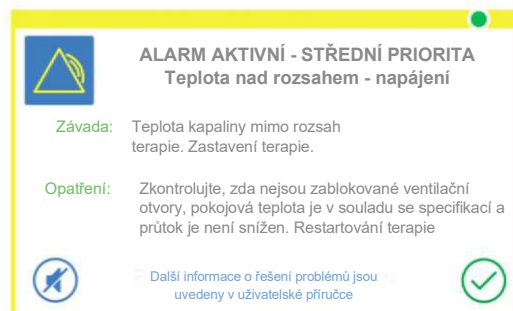 ALARM AKTIVNÍ - STŘEDNÍ PRIORITA
Teplota nad rozsahem - napájení
Závada: Teplota kapaliny mimo rozsah
terapie. Zastavení terapie.
Opatření: Zkontrolujte, zda nejsou zablokované ventilační
otvory, pokojová teplota je v souladu se specifikací a
průtok je není snížen. Restartování terapie
Další informace o řešení problémů jsou
uvedeny v uživatelské příručce